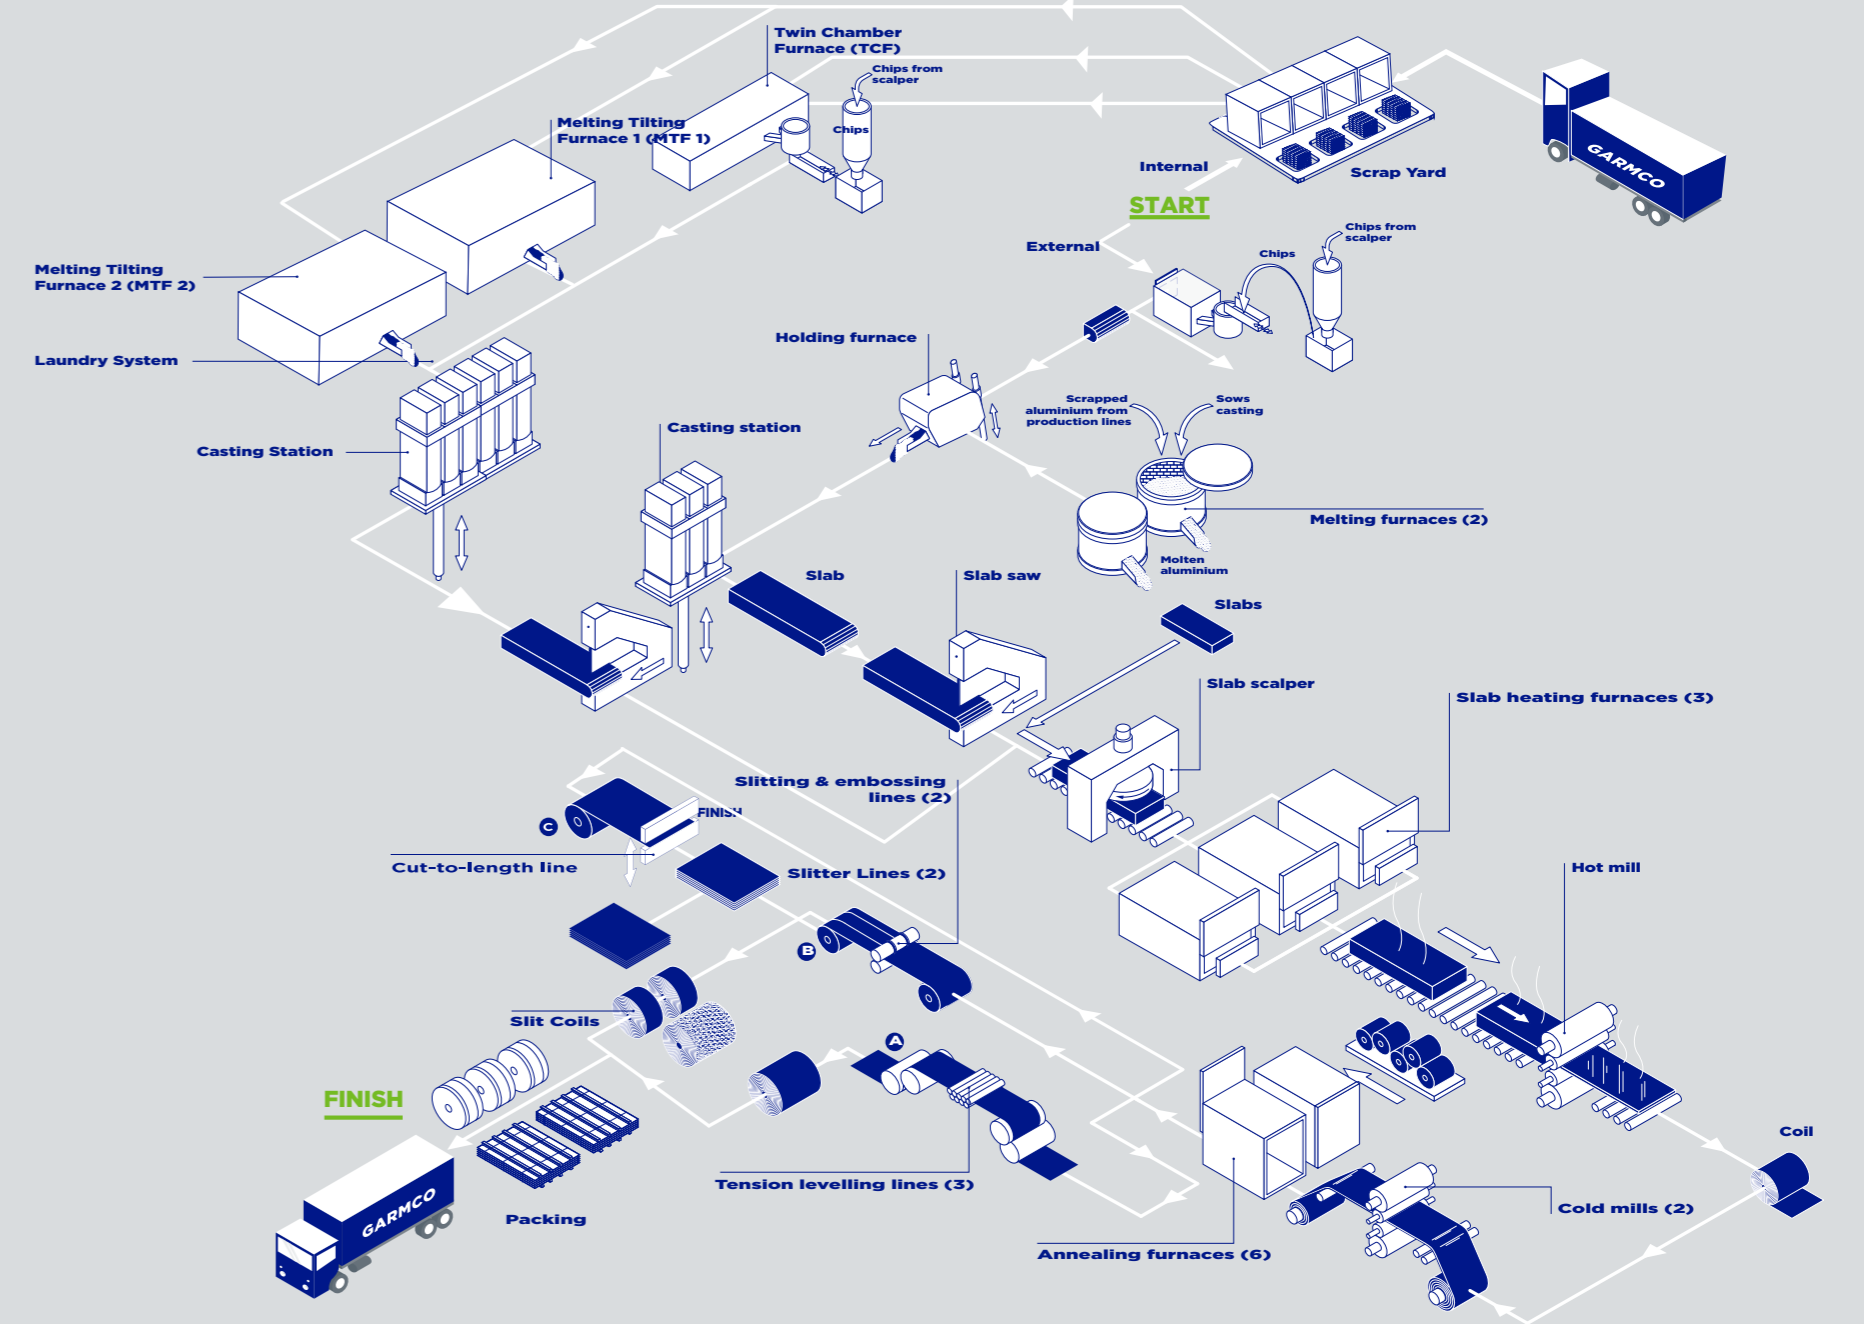 Twin Chamber
Furnace (TCF)
Chips from
scalper
Chips
Melting Tilting
Furnace 1 (MTF 1)
GARMCO
Internal
Scrap Yard
START
External
Chips from
scalper
Chips
Melting Tilting
Furnace 2 (MTF 2)
Laundry System
Holding furnace
Scrapped
aluminium from
production lines
Sows
casting
Casting Station
Casting station
Melting furnaces (2)
Molten
aluminium
Slab
Slab saw
Slabs
Slab scalper
Slab heating furnaces (3)
Slitting & embossing
lines (2)
FINISH
C
Cut-to-length line
Slitter Lines (2)
Hot mill
B
Slit Coils
A
FINISH
Coil
Tension levelling lines (3)
GARMCO
Packing
Cold mills (2)
Annealing furnaces (6)